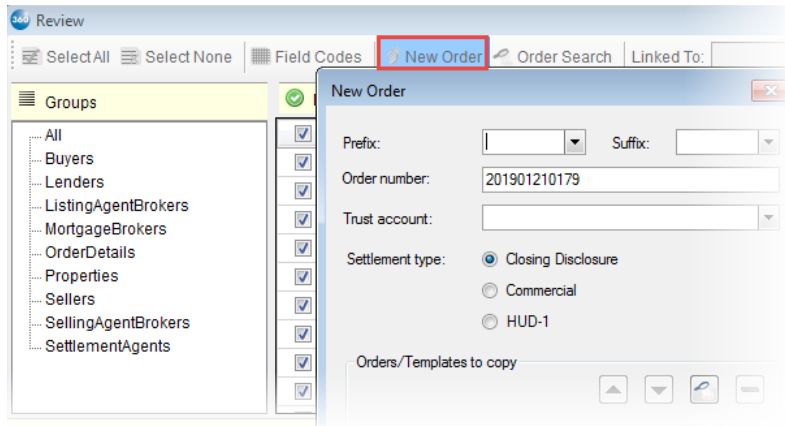 360 Review
Select All Select None Field Codes New Order Order Search Linked To:
Groups
All
Buyers
Lenders
ListingAgentBrokers
MortgageBrokers
OrderDetails
Properties
Sellers
SellingAgentBrokers
SettlementAgents
New Order
Prefix: Suffix:
Order number: 201901210179
Trust account:
Settlement type: Closing Disclosure
Commercial
HUD-1
Orders/Templates to copy